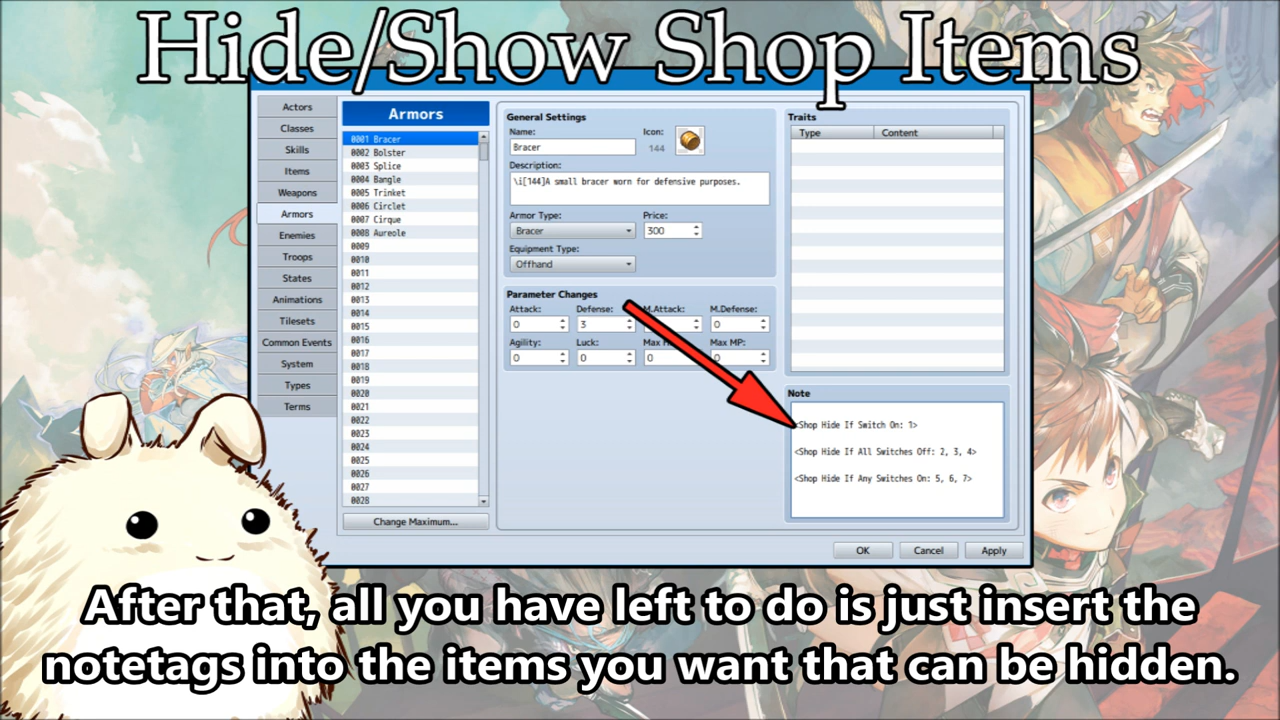 Hide/Show Shop Items
Actors
Classes
Skills
Items
Weapons
Armors
Enemies
Troops
States
Animations
Tilesets
Common Events
System
Types
Terms
Armors
0001 Bracer
0002 Bolster
0003 Splice
0004 Bangle
0005 Trinket
0006 Circlet
0007 Cirque
0008 Aureole
0009
0010
0011
0012
0013
0014
0015
0016
0017
0018
0019
0020
0021
0022
0023
0024
0025
0026
0027
0028
Change Maximum...
General Settings
Name: Icon:
Bracer 144
Description:
\i[144]A small bracer worn for defensive purposes.
Armor Type: Price:
Bracer 300
Equipment Type:
Offhand
Parameter Changes
Attack: Defense: M.Attack: M.Defense:
0 3 0
Agility: Luck: Max Max MP:
0 0 0 0
Traits
Type Content
Note
<Shop Hide If Switch On: 1>
<Shop Hide If All Switches Off: 2, 3, 4>
<Shop Hide If Any Switches On: 5, 6, 7>
OK Cancel Apply
After that, all you have left to do is just insert the
notetags into the items you want that can be hidden.